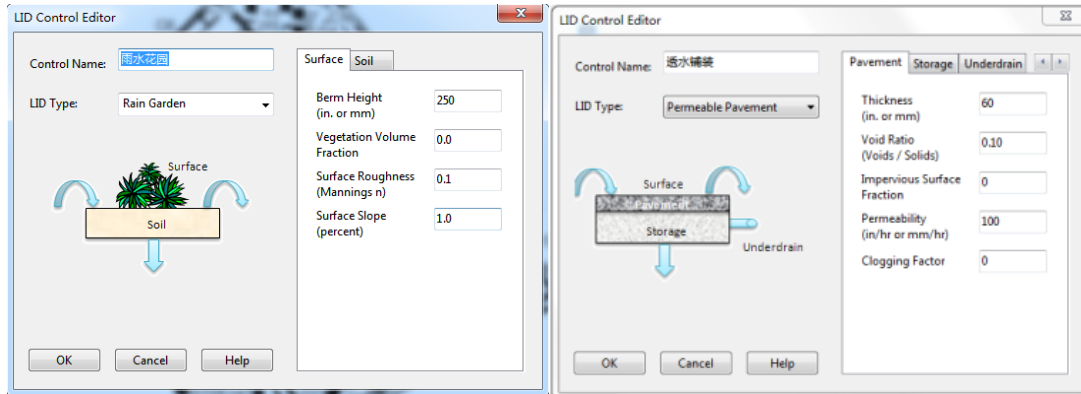 LID Control Editor
Control Name: 雨水花园
LID Type: Rain Garden
Surface
Soil
OK Cancel Help
Surface Soil
Berm Height
(in. or mm) 250
Vegetation Volume
Fraction 0.0
Surface Roughness
(Mannings n) 0.1
Surface Slope
(percent) 1.0
LID Control Editor
Control Name: 透水铺装
LID Type: Permeable Pavement
Surface
Pavement
Storage
Underdrain
OK Cancel Help
Pavement Storage Underdrain
Thickness
(in. or mm) 60
Void Ratio
(Voids / Solids) 0.10
Impervious Surface
Fraction 0
Permeability
(in/hr or mm/hr) 100
Clogging Factor 0